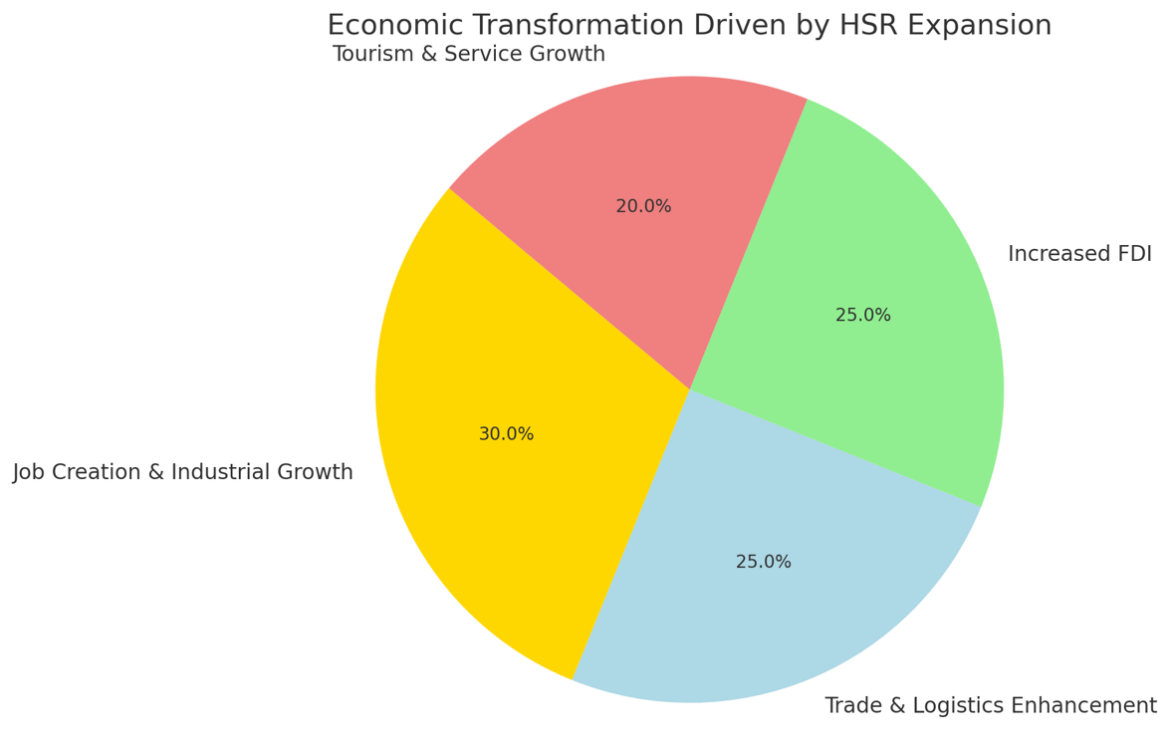 Economic Transformation Driven by HSR Expansion
Tourism & Service Growth
20.0%
Increased FDI
25.0%
30.0%
Job Creation & Industrial Growth
25.0%
Trade & Logistics Enhancement